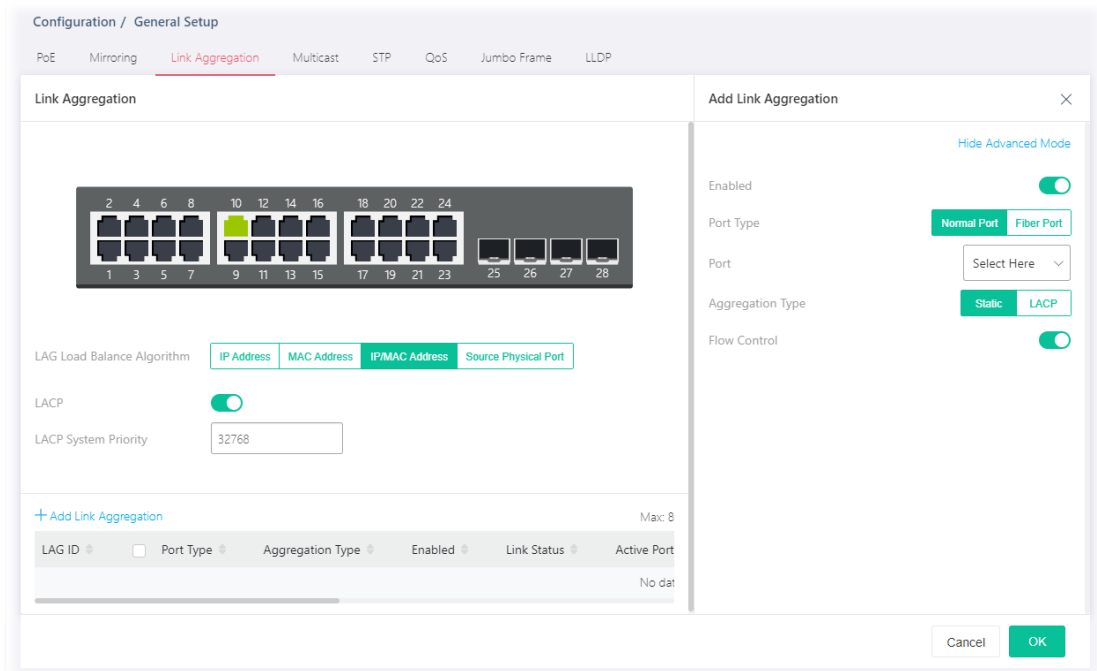 Configuration / General Setup
PoE Mirroring Link Aggregation Multicast STP QoS Jumbo Frame LLDP
Link Aggregation
2 4 6 8 10 12 14 16 18 20 22 24
1 3 5 7 9 11 13 15 17 19 21 23 25 26 27 28
LAG Load Balance Algorithm IP Address MAC Address IP/MAC Address Source Physical Port
LACP
LACP System Priority 32768
+ Add Link Aggregation Max: 8
LAG ID Port Type Aggregation Type Enabled Link Status Active Port
No dat
Add Link Aggregation
Hide Advanced Mode
Enabled
Port Type Normal Port Fiber Port
Port Select Here
Aggregation Type Static LACP
Flow Control
Cancel OK